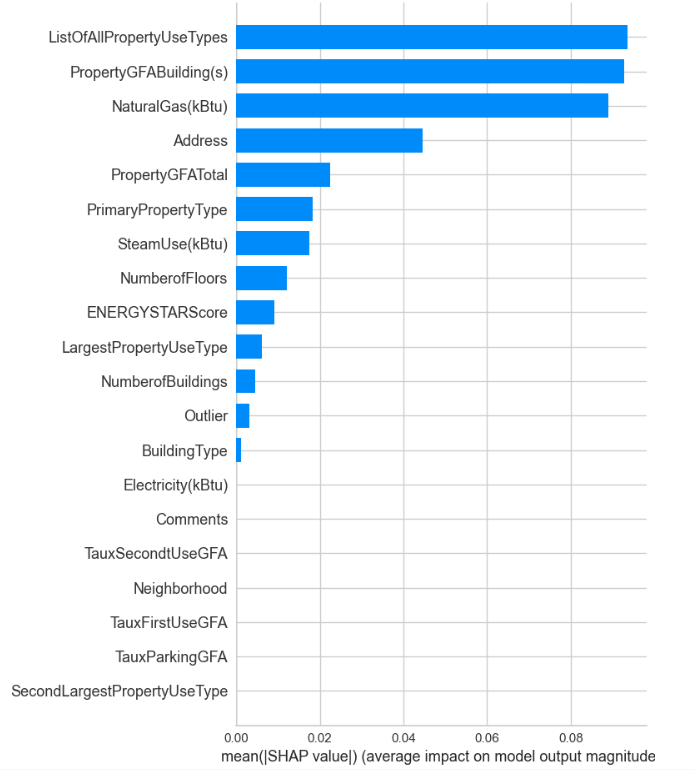 ListOfAllPropertyUseTypes
PropertyGFABuilding(s)
NaturalGas(kBtu)
Address
PropertyGFATotal
PrimaryPropertyType
SteamUse(kBtu)
NumberofFloors
ENERGYSTARScore
LargestPropertyUseType
NumberofBuildings
Outlier
BuildingType
Electricity(kBtu)
Comments
TauxSecondtUseGFA
Neighborhood
TauxFirstUseGFA
TauxParkingGFA
SecondLargestPropertyUseType
0.00 0.02 0.04 0.06 0.08
mean(|SHAP value|) (average impact on model output magnitude